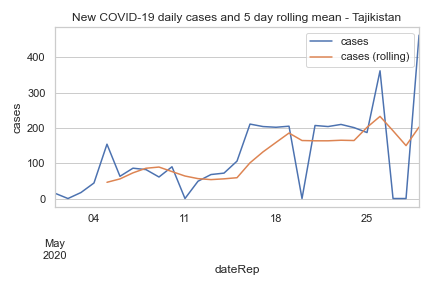 New COVID-19 daily cases and 5 day rolling mean - Tajikistan
cases
cases (rolling)
400
300
200
100
0
cases
04
11
18
25
May
2020
dateRep